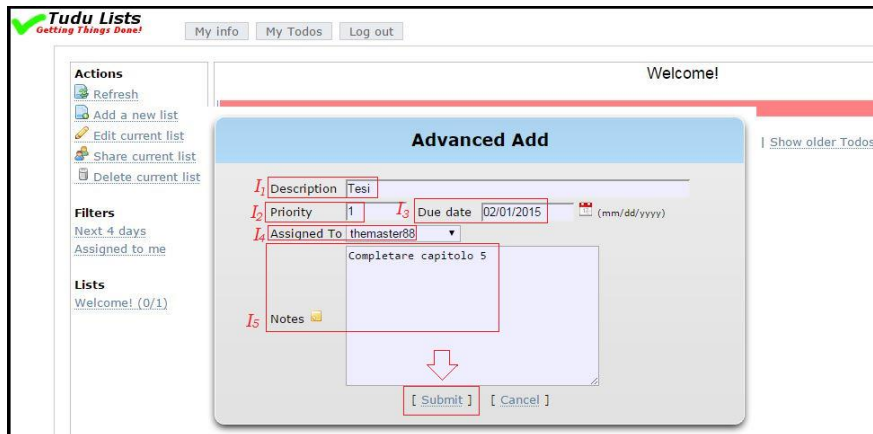 Tudu Lists
Getting Things Done!
My info My Todos Log out
Welcome!
Actions
Refresh
Add a new list
Edit current list
Share current list
Delete current list
| Show older Todos
Filters
Next 4 days
Assigned to me
Lists
Welcome! (0/1)
Advanced Add
I1 Description Tesi
I2 Priority 1 I3 Due date 02/01/2015 (mm/dd/yyyy)
I4 Assigned To themaster88
Completare capitolo 5
I5 Notes
[ Submit ] [ Cancel ]